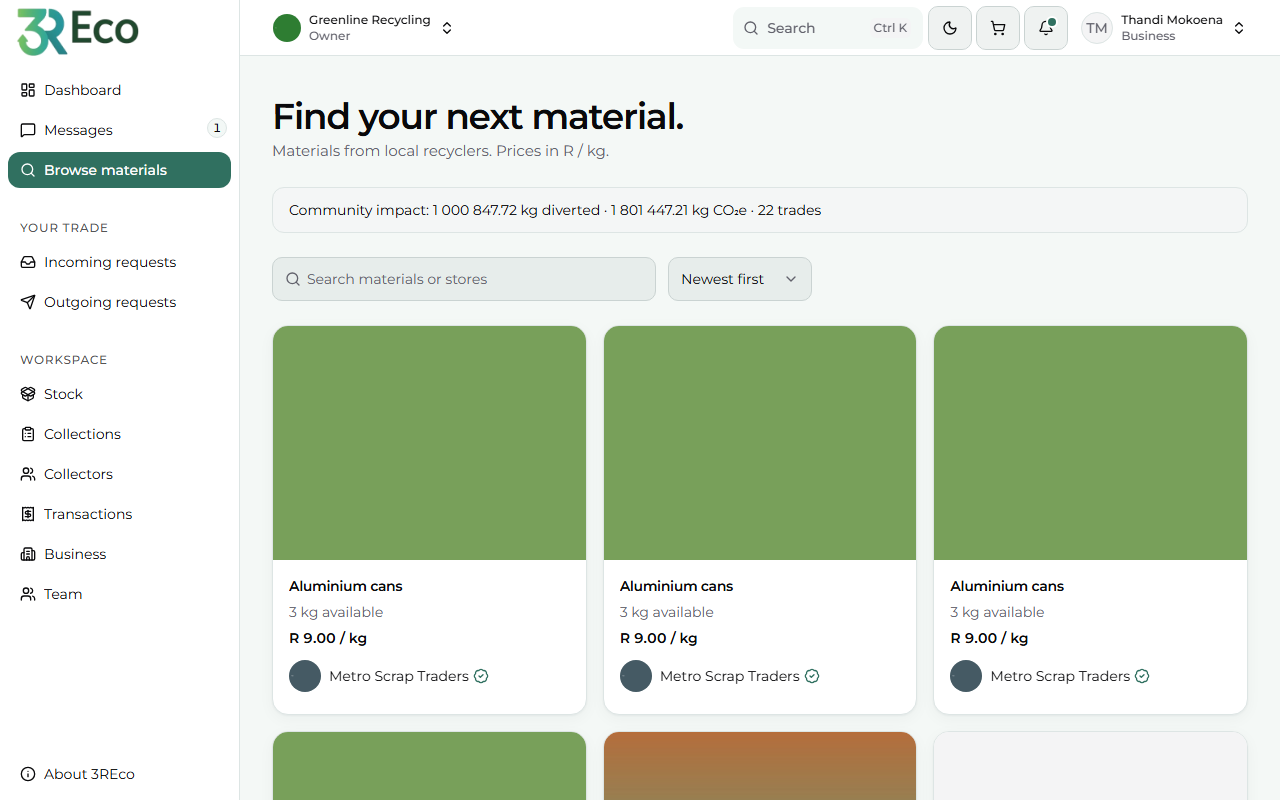 3R Eco
Dashboard
Messages
1
Browse materials
YOUR TRADE
Incoming requests
Outgoing requests
WORKSPACE
Stock
Collections
Collectors
Transactions
Business
Team
About 3REco
Greenline Recycling
Owner
Search
Ctrl K
TM
Thandi Mokoena
Business
Find your next material.
Materials from local recyclers. Prices in R / kg.
Community impact: 1 000 847.72 kg diverted · 1 801 447.21 kg CO₂e · 22 trades
Search materials or stores
Newest first
Aluminium cans
3 kg available
R 9.00 / kg
Metro Scrap Traders
Aluminium cans
3 kg available
R 9.00 / kg
Metro Scrap Traders
Aluminium cans
3 kg available
R 9.00 / kg
Metro Scrap Traders